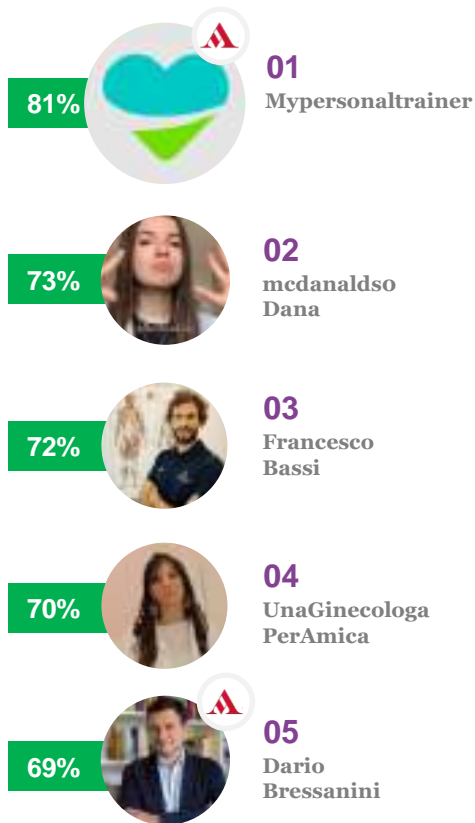 81%
01
Mypersonaltrainer
73%
02
mcdanaldso
Dana
72%
03
Francesco
Bassi
70%
04
UnaGinecologa
PerAmica
69%
05
Dario
Bressanini